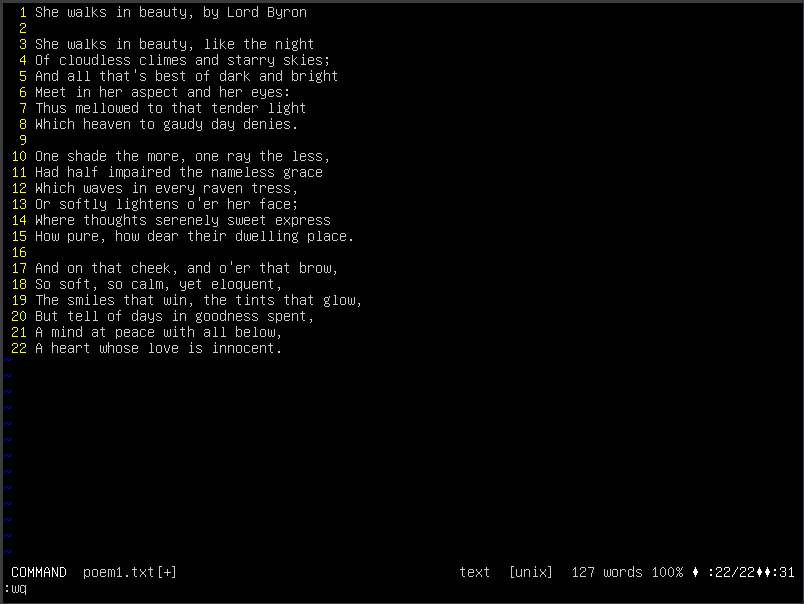 1 She walks in beauty, by Lord Byron
2
3 She walks in beauty, like the night
4 Of cloudless climes and starry skies;
5 And all that's best of dark and bright
6 Meet in her aspect and her eyes:
7 Thus mellowed to that tender light
8 Which heaven to gaudy day denies.
9
10 One shade the more, one ray the less,
11 Had half impaired the nameless grace
12 Which waves in every raven tress,
13 Or softly lightens o'er her face;
14 Where thoughts serenely sweet express
15 How pure, how dear their dwelling place.
16
17 And on that cheek, and o'er that brow,
18 So soft, so calm, yet eloquent,
19 The smiles that win, the tints that glow,
20 But tell of days in goodness spent,
21 A mind at peace with all below,
22 A heart whose love is innocent.
~
~
~
~
~
~
~
~
~
~
~
~
~
COMMAND poem1.txt[+] text [unix] 127 words 100% ♦ :22/22♦♦:31
:wq